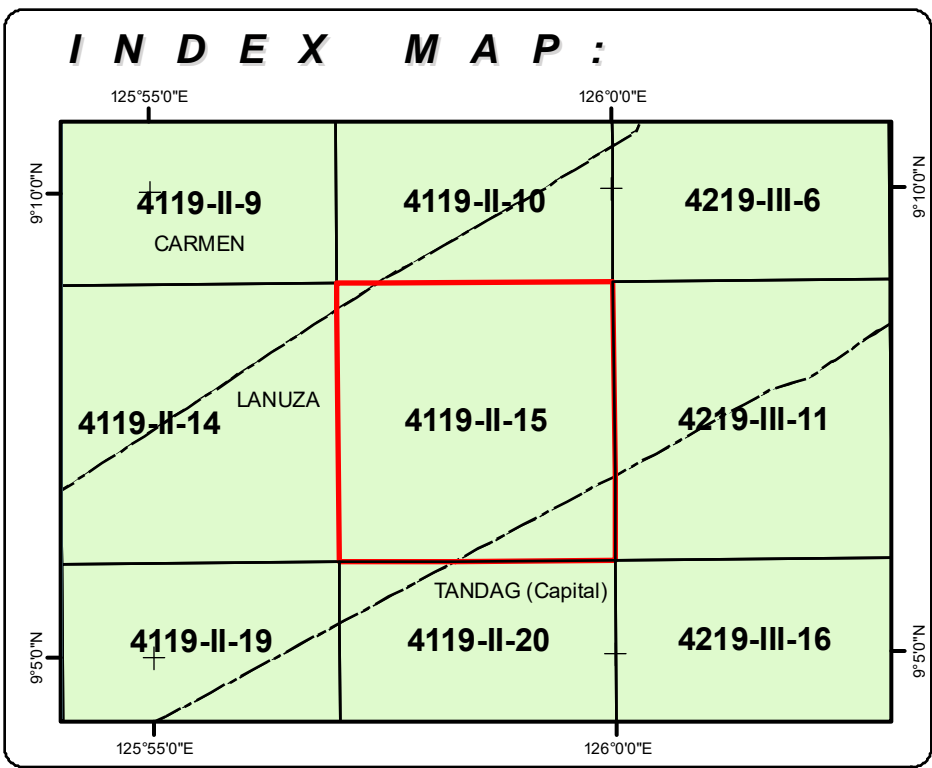 INDEX MAP:
125°55'0"E 126°0'0"E
9°10'0"N 9°10'0"N
4119-II-9 4119-II-10 4219-III-6
CARMEN
LANUZA
4119-II-14 4119-II-15 4219-III-11
TANDAG (Capital)
4119-II-19 4119-II-20 4219-III-16
9°5'0"N 9°5'0"N
125°55'0"E 126°0'0"E